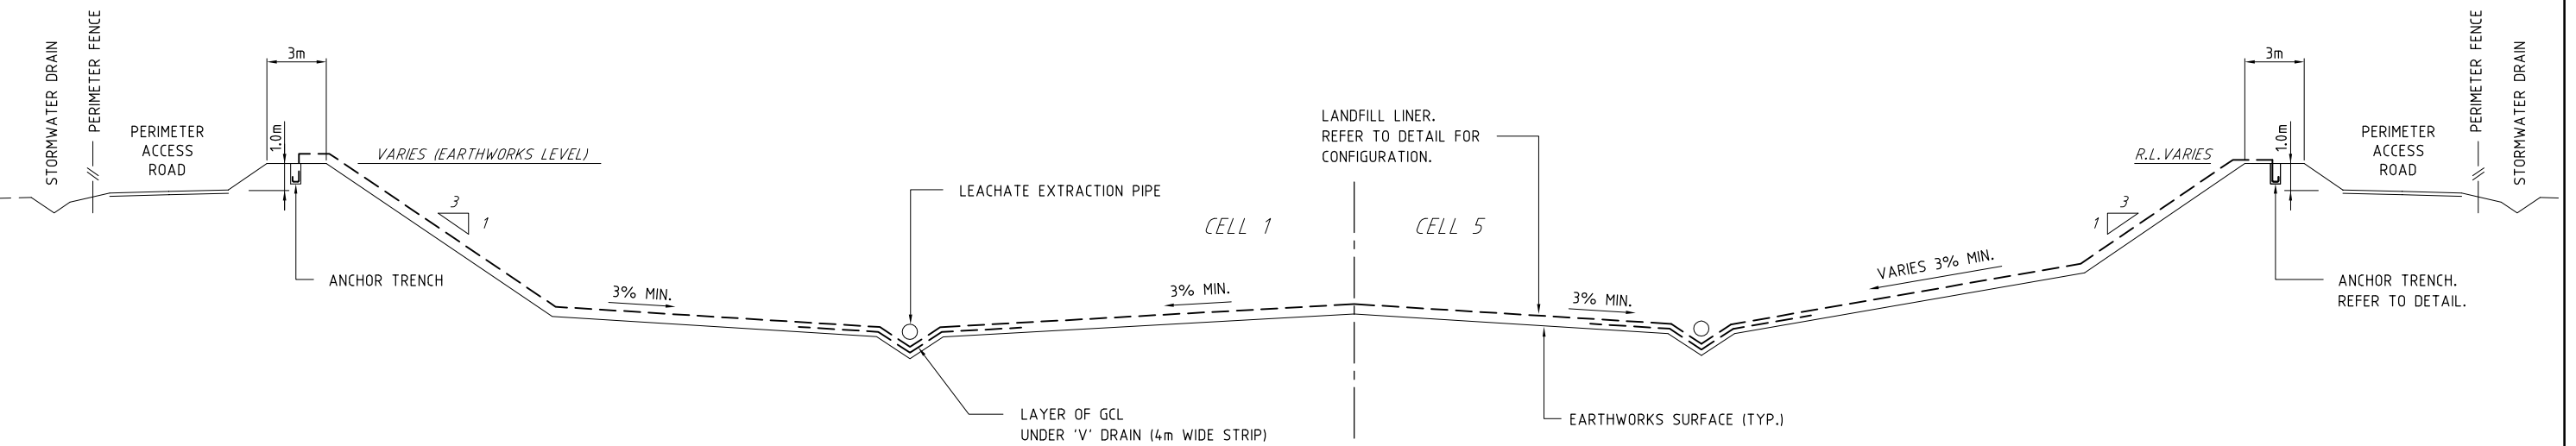 STORMWATER DRAIN
PERIMETER FENCE
PERIMETER
ACCESS
ROAD
3m
1.0m
VARIES (EARTHWORKS LEVEL)
3
1
ANCHOR TRENCH
3% MIN.
LEACHATE EXTRACTION PIPE
LAYER OF GCL
UNDER 'V' DRAIN (4m WIDE STRIP)
3% MIN.
CELL 1
CELL 5
LANDFILL LINER.
REFER TO DETAIL FOR
CONFIGURATION.
3% MIN.
EARTHWORKS SURFACE (TYP.)
VARIES 3% MIN.
3
1
R.L.VARIES
3m
1.0m
ANCHOR TRENCH.
REFER TO DETAIL.
PERIMETER
ACCESS
ROAD
PERIMETER FENCE
STORMWATER DRAIN